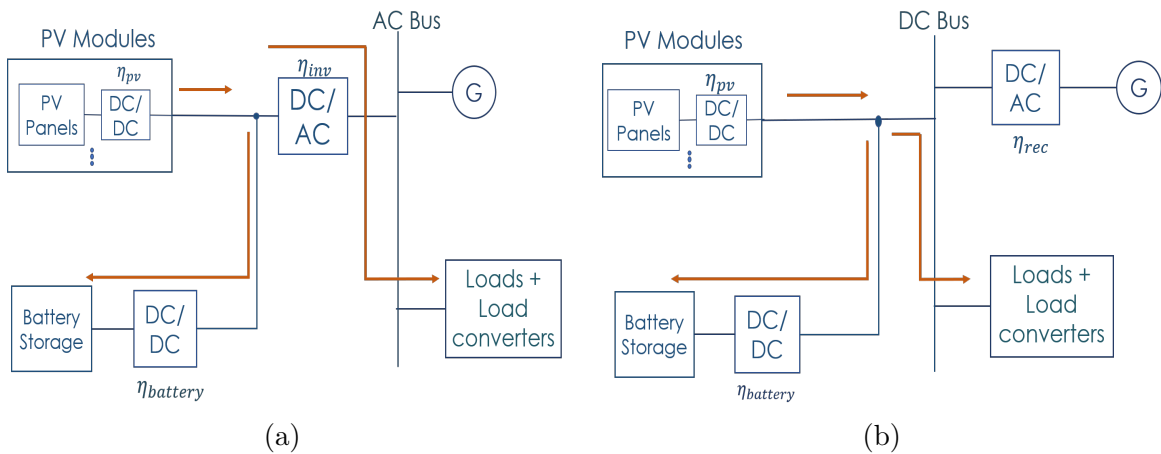 AC Bus
PV Modules
η_pv
PV
Panels
DC/
DC
η_inv
DC/
AC
G
Battery
Storage
DC/
DC
η_battery
Loads +
Load
converters
(a)
DC Bus
PV Modules
η_pv
PV
Panels
DC/
DC
DC/
AC
G
η_rec
Battery
Storage
DC/
DC
η_battery
Loads +
Load
converters
(b)